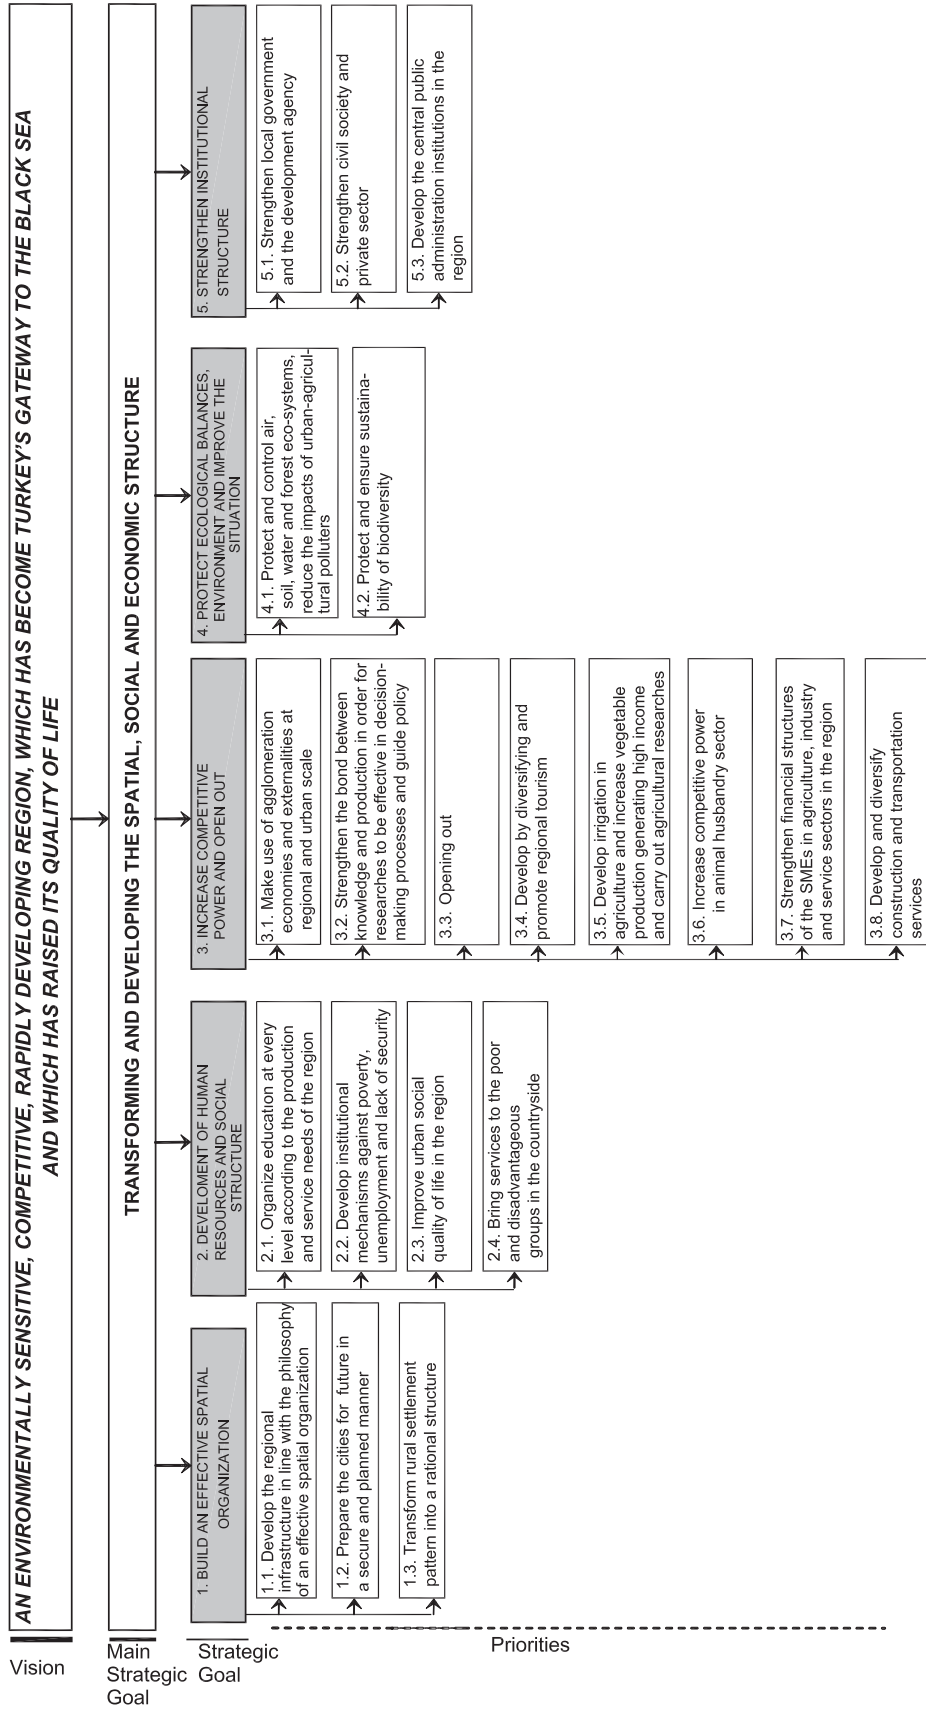 Vision
AN ENVIRONMENTALLY SENSITIVE, COMPETITIVE, RAPIDLY DEVELOPING REGION, WHICH HAS BECOME TURKEY'S GATEWAY TO THE BLACK SEA
AND WHICH HAS RAISED ITS QUALITY OF LIFE
Main
Strategic
Goal
TRANSFORMING AND DEVELOPING THE SPATIAL, SOCIAL AND ECONOMIC STRUCTURE
Strategic
Goal
1. BUILD AN EFFECTIVE SPATIAL
ORGANIZATION
2. DEVELOMENT OF HUMAN
RESOURCES AND SOCIAL
STRUCTURE
3. INCREASE COMPETITIVE
POWER AND OPEN OUT
4. PROTECT ECOLOGICAL BALANCES,
ENVIRONMENT AND IMPROVE THE
SITUATION
5. STRENGTHEN INSTITUTIONAL
STRUCTURE
Priorities
1.1. Develop the regional
infrastructure in line with the philosophy
of an effective spatial organization
1.2. Prepare the cities for future in
a secure and planned manner
1.3. Transform rural settlement
pattern into a rational structure
2.1. Organize education at every
level according to the production
and service needs of the region
2.2. Develop institutional
mechanisms against poverty,
unemployment and lack of security
2.3. Improve urban social
quality of life in the region
2.4. Bring services to the poor
and disadvantageous
groups in the countryside
3.1. Make use of agglomeration
economies and externalities at
regional and urban scale
3.2. Strengthen the bond between
knowledge and production in order for
researches to be effective in decision-
making processes and guide policy
3.3. Opening out
3.4. Develop by diversifying and
promote regional tourism
3.5. Develop irrigation in
agriculture and increase vegetable
production generating high income
and carry out agricultural researches
3.6. Increase competitive power
in animal husbandry sector
3.7. Strengthen financial structures
of the SMEs in agriculture, industry
and service sectors in the region
3.8. Develop and diversify
construction and transportation
services
4.1. Protect and control air,
soil, water and forest eco-systems,
reduce the impacts of urban-agricul-
tural polluters
4.2. Protect and ensure sustaina-
bility of biodiversity
5.1. Strengthen local government
and the development agency
5.2. Strengthen civil society and
private sector
5.3. Develop the central public
administration institutions in the
region